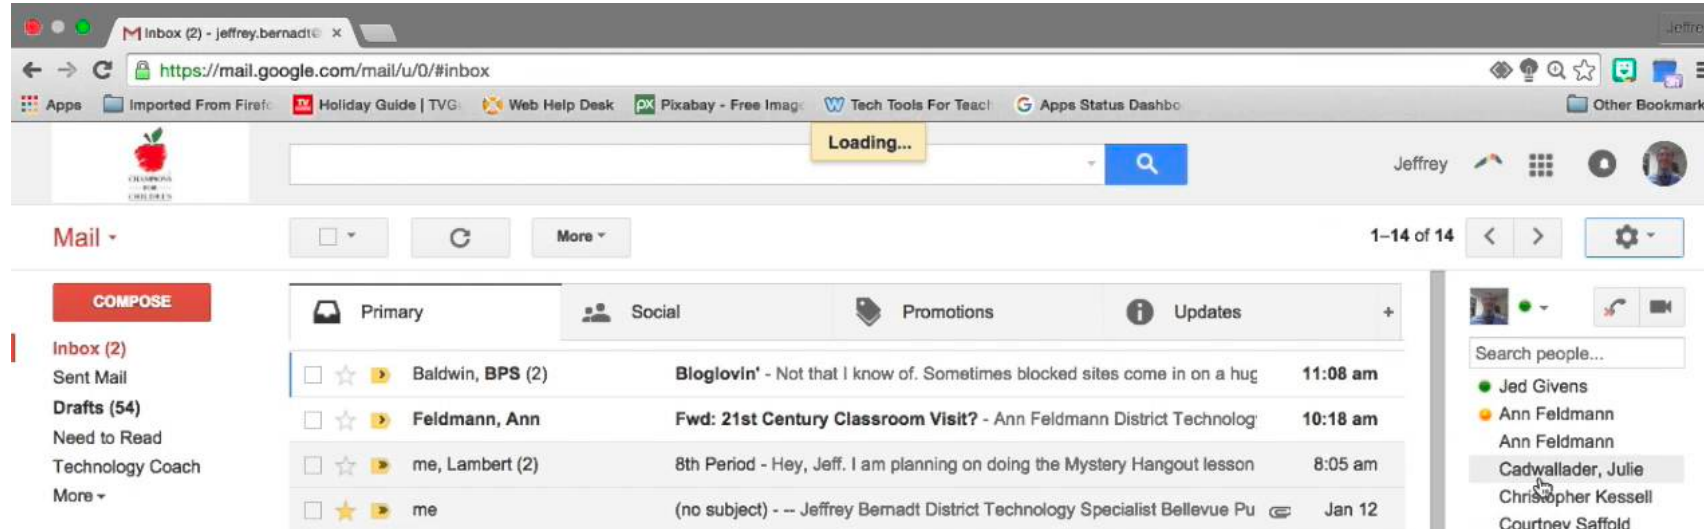 Inbox (2) - jeffrey.bernadt@
Jeffre
https://mail.google.com/mail/u/0/#inbox
Apps Imported From Firefo Holiday Guide | TVG Web Help Desk Pixabay - Free Image Tech Tools For Teach Apps Status Dashbo Other Bookmark
Loading...
CHAMPIONS
FOR
CHILDREN
Jeffrey
Mail
More
1–14 of 14
COMPOSE
Primary Social Promotions Updates +
Inbox (2)
Sent Mail
Drafts (54)
Need to Read
Technology Coach
More
Baldwin, BPS (2) Bloglovin' - Not that I know of. Sometimes blocked sites come in on a hug 11:08 am
Feldmann, Ann Fwd: 21st Century Classroom Visit? - Ann Feldmann District Technolog 10:18 am
me, Lambert (2) 8th Period - Hey, Jeff. I am planning on doing the Mystery Hangout lesson 8:05 am
me (no subject) - -- Jeffrey Bernadt District Technology Specialist Bellevue Pu Jan 12
Search people...
Jed Givens
Ann Feldmann
Ann Feldmann
Cadwallader, Julie
Christopher Kessell
Courtney Saffold